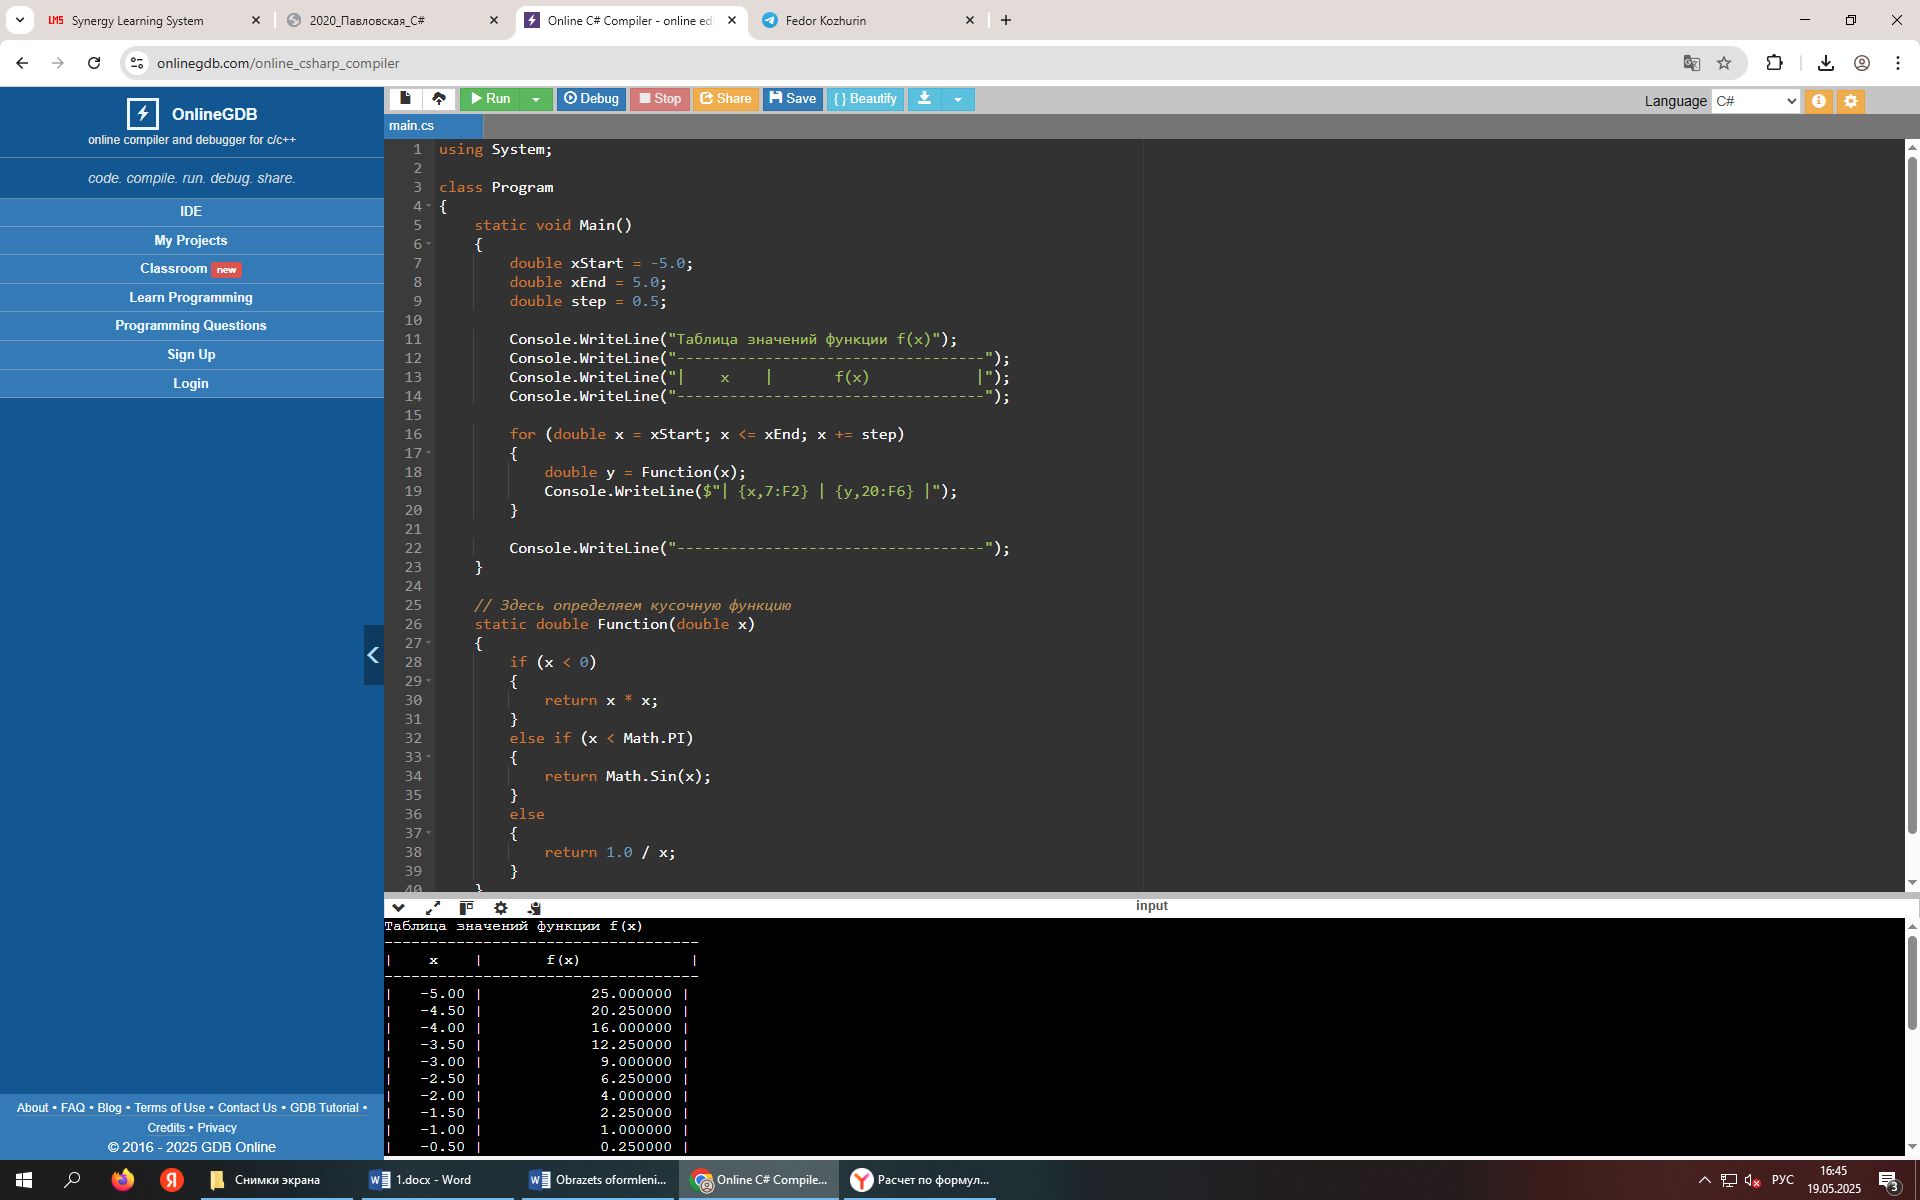 Synergy Learning System
2020_Павловская_C#
Online C# Compiler - online edi
Fedor Kozhurin
onlinegdb.com/online_csharp_compiler
OnlineGDB
online compiler and debugger for c/c++
code. compile. run. debug. share.
IDE
My Projects
Classroom new
Learn Programming
Programming Questions
Sign Up
Login
About • FAQ • Blog • Terms of Use • Contact Us • GDB Tutorial •
Credits • Privacy
© 2016 - 2025 GDB Online
Run Debug Stop Share Save { } Beautify
Language C#
main.cs
1 using System;
2
3 class Program
4 {
5     static void Main()
6     {
7         double xStart = -5.0;
8         double xEnd = 5.0;
9         double step = 0.5;
10
11         Console.WriteLine("Таблица значений функции f(x)");
12         Console.WriteLine("-----------------------------------");
13         Console.WriteLine("|    x    |       f(x)            |");
14         Console.WriteLine("-----------------------------------");
15
16         for (double x = xStart; x <= xEnd; x += step)
17         {
18             double y = Function(x);
19             Console.WriteLine($"| {x,7:F2} | {y,20:F6} |");
20         }
21
22         Console.WriteLine("-----------------------------------");
23     }
24
25     // Здесь определяем кусочную функцию
26     static double Function(double x)
27     {
28         if (x < 0)
29         {
30             return x * x;
31         }
32         else if (x < Math.PI)
33         {
34             return Math.Sin(x);
35         }
36         else
37         {
38             return 1.0 / x;
39         }
40     }
input
Таблица значений функции f(x)
-----------------------------------
|    x    |       f(x)            |
-----------------------------------
|   -5.00 |            25.000000 |
|   -4.50 |            20.250000 |
|   -4.00 |            16.000000 |
|   -3.50 |            12.250000 |
|   -3.00 |             9.000000 |
|   -2.50 |             6.250000 |
|   -2.00 |             4.000000 |
|   -1.50 |             2.250000 |
|   -1.00 |             1.000000 |
|   -0.50 |             0.250000 |
Снимки экрана
1.docx - Word
Obrazets oformleni...
Online C# Compile...
Расчет по формул...
РУС
16:45
19.05.2025
3